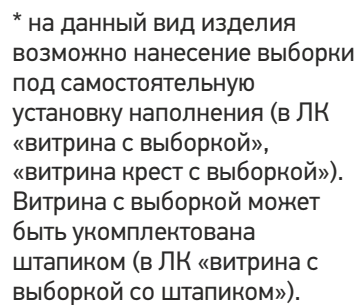 * на данный вид изделия
возможно нанесение выборки
под самостоятельную
установку наполнения (в ЛК
«витрина с выборкой»,
«витрина крест с выборкой»).
Витрина с выборкой может
быть укомплектована
штапиком (в ЛК «витрина с
выборкой со штапиком»).